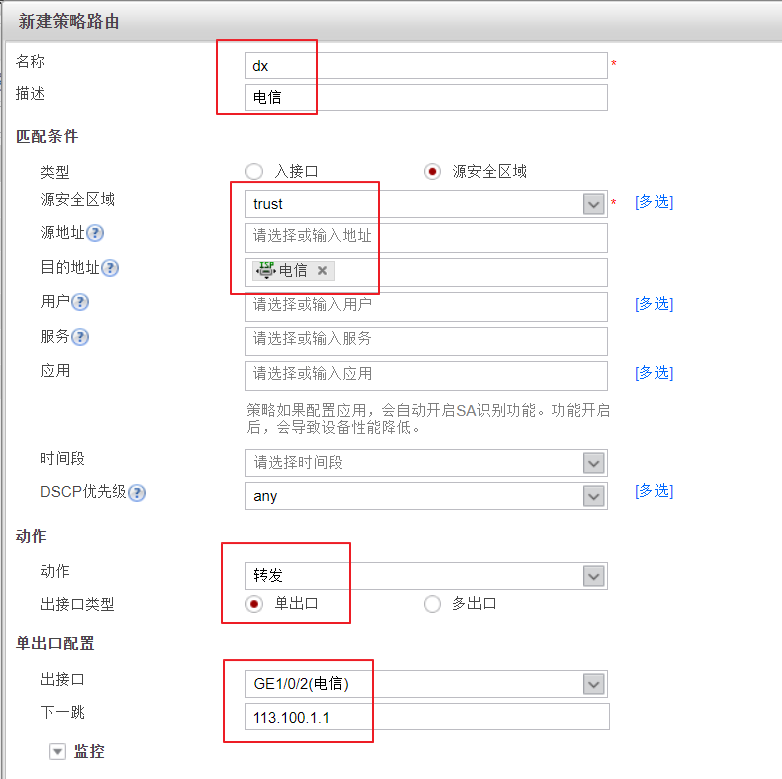 新建策略路由
名称 dx *
描述 电信
匹配条件
类型 入接口 源安全区域
源安全区域 trust * [多选]
源地址? 请选择或输入地址
目的地址? ISP 电信 ×
用户? 请选择或输入用户 [多选]
服务? 请选择或输入服务
应用 请选择或输入应用 [多选]
策略如果配置应用，会自动开启SA识别功能。功能开启
后，会导致设备性能降低。
时间段 请选择时间段
DSCP优先级? any [多选]
动作
动作 转发
出接口类型 单出口 多出口
单出口配置
出接口 GE1/0/2(电信)
下一跳 113.100.1.1
监控